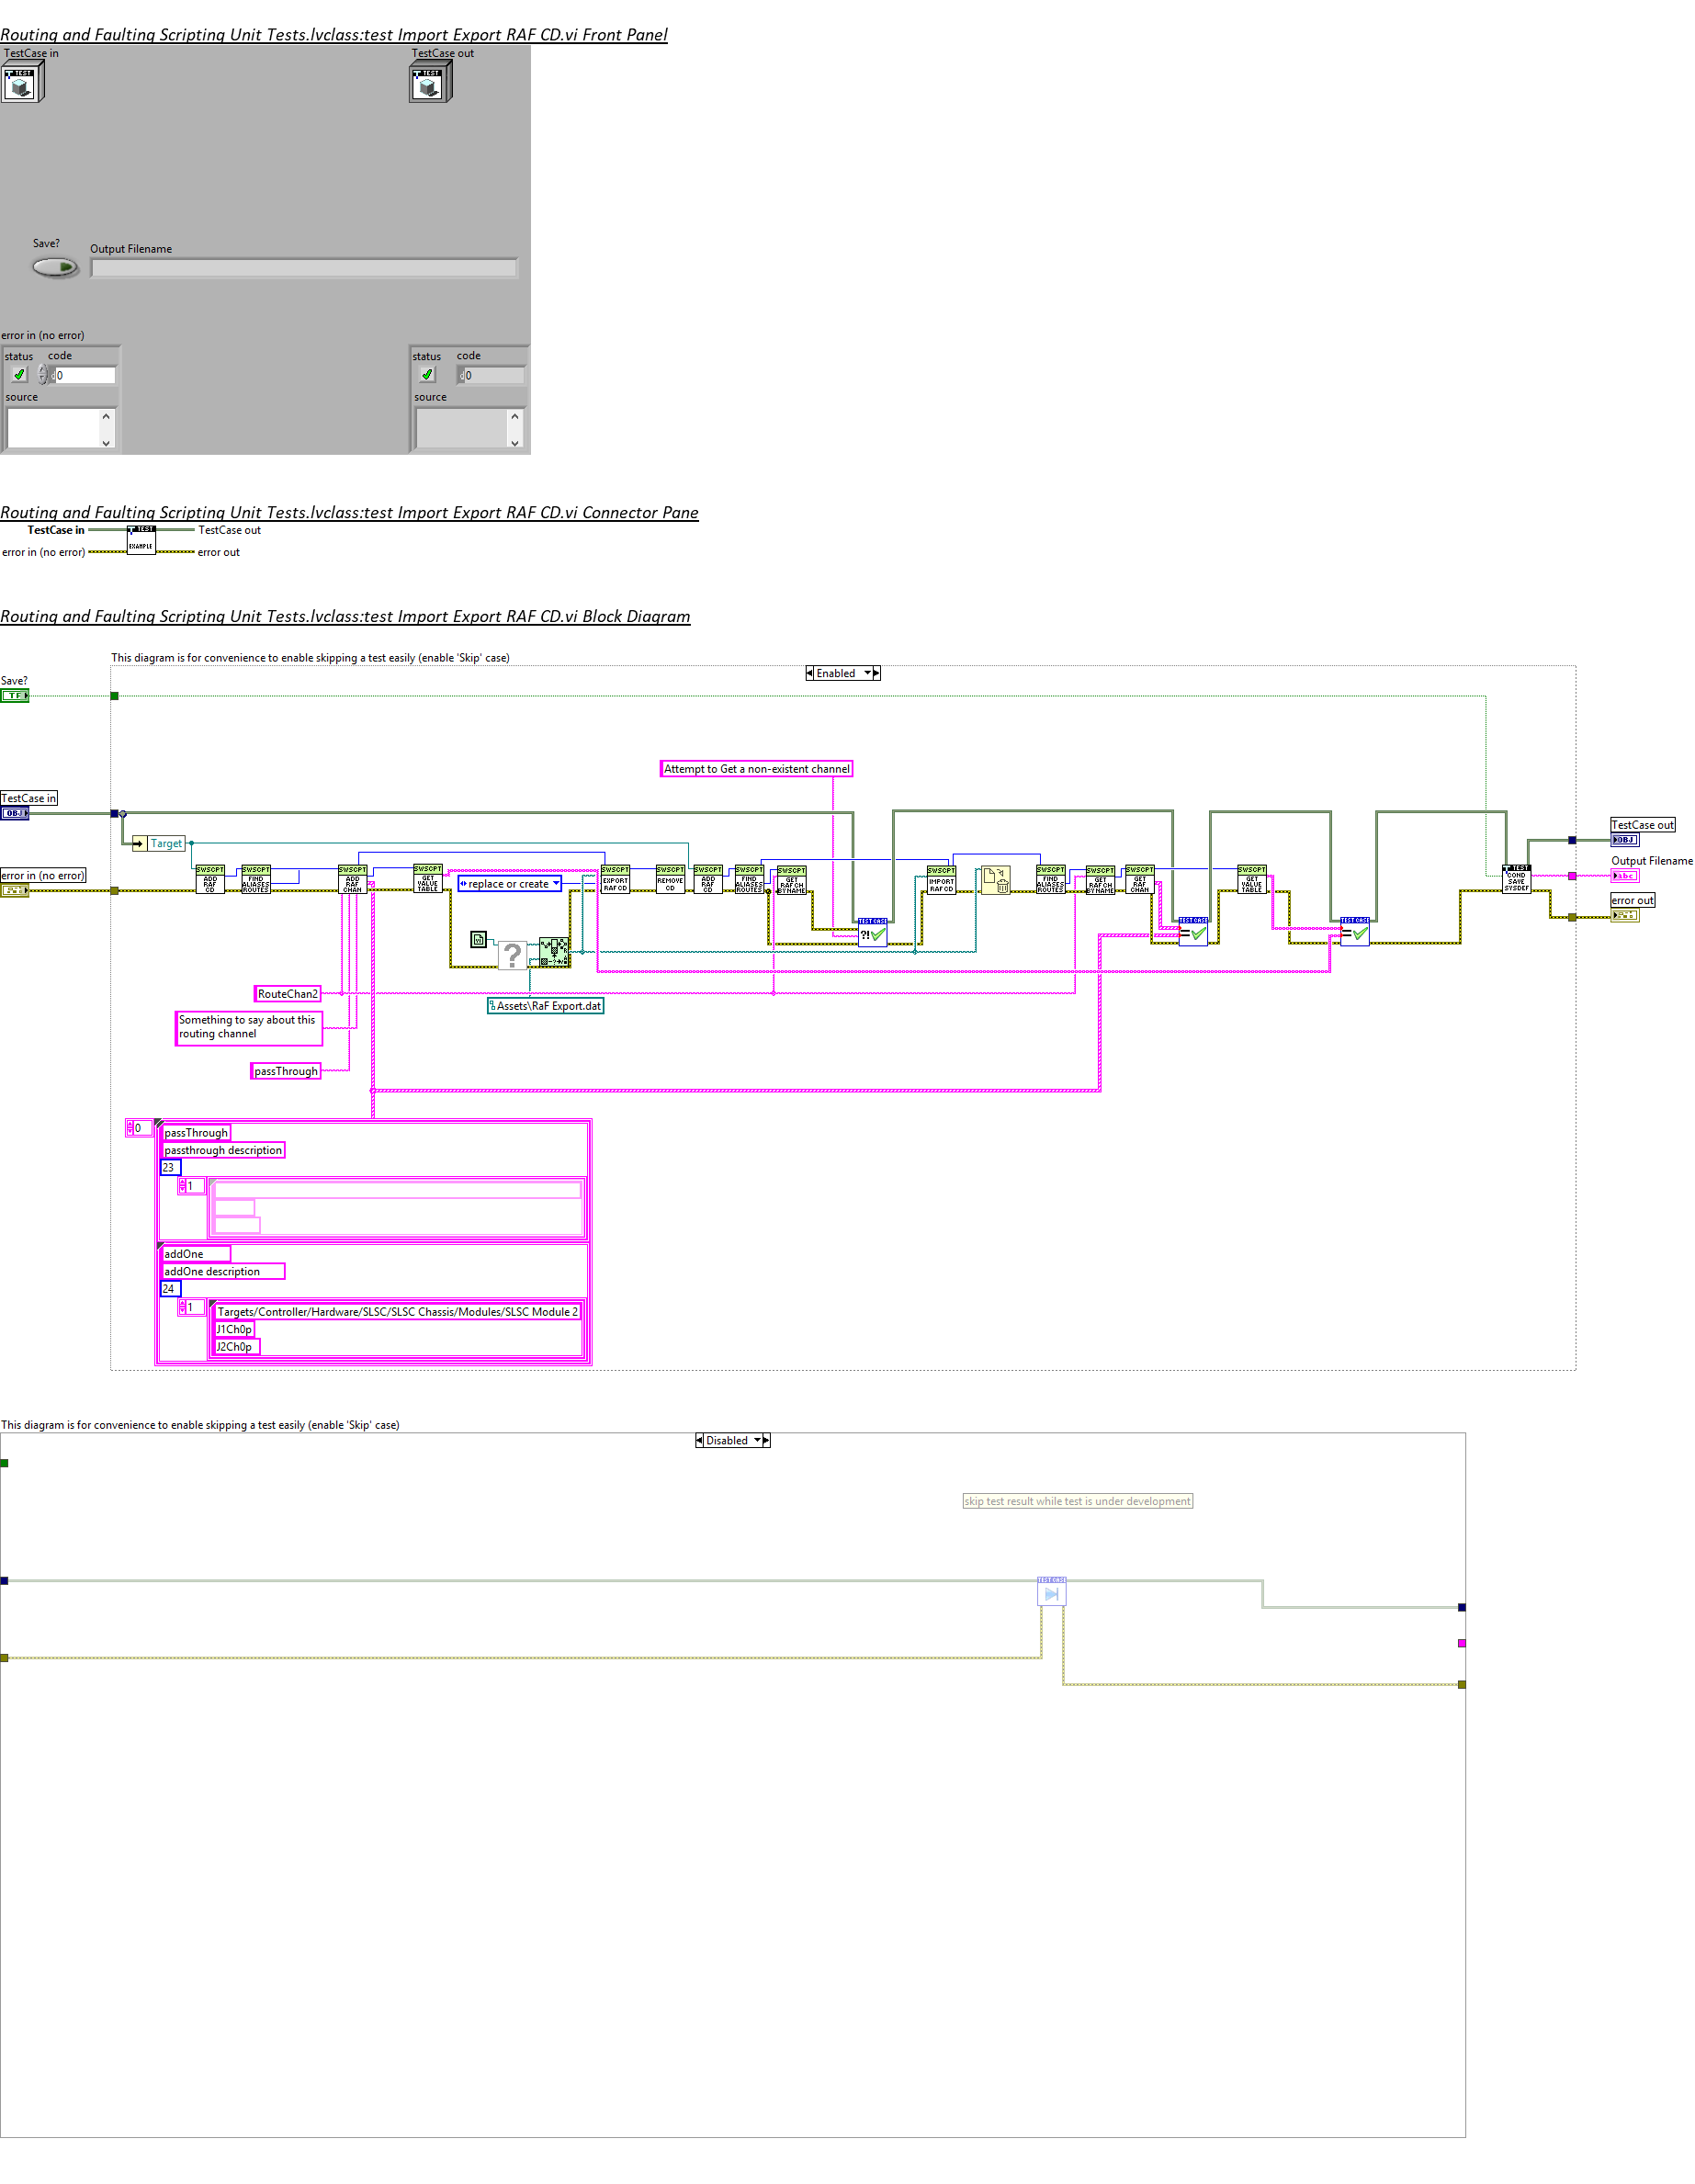 Routing and Faulting Scripting Unit Tests.lvclass:test Import Export RAF CD.vi Front Panel
TestCase in
TestCase out
TEST
TEST
Save?
Output Filename
error in (no error)
status code
0
source
status code
0
source
Routing and Faulting Scripting Unit Tests.lvclass:test Import Export RAF CD.vi Connector Pane
TestCase in
TEST
EXAMPLE
TestCase out
error in (no error)
error out
Routing and Faulting Scripting Unit Tests.lvclass:test Import Export RAF CD.vi Block Diagram
This diagram is for convenience to enable skipping a test easily (enable 'Skip' case)
Enabled
Save?
TF
Attempt to Get a non-existent channel
TestCase in
OBJ
Target
TestCase out
OBJ
error in (no error)
Output Filename
abc
error out
SWSCPT ADD RAF CD
SWSCPT FIND ALIASES ROUTES
SWSCPT ADD RAF CHAN
SWSCPT GET VALUE TABLE
replace or create
SWSCPT EXPORT RAF CD
SWSCPT REMOVE CD
SWSCPT ADD RAF CD
SWSCPT FIND ALIASES ROUTES
SWSCPT GET RAF CH BY NAME
SWSCPT IMPORT RAF CD
SWSCPT FIND ALIASES ROUTES
SWSCPT GET RAF CH BY NAME
SWSCPT GET RAF CHAN
SWSCPT GET VALUE TABLE
TEST COND SAVE SYSDEF
TEST CASE
?!
TEST CASE
=
TEST CASE
=
?
RouteChan2
Assets\RaF Export.dat
Something to say about this
routing channel
passThrough
0
passThrough
passthrough description
23
1
addOne
addOne description
24
1
Targets/Controller/Hardware/SLSC/SLSC Chassis/Modules/SLSC Module 2
J1Ch0p
J2Ch0p
This diagram is for convenience to enable skipping a test easily (enable 'Skip' case)
Disabled
skip test result while test is under development
TEST CASE